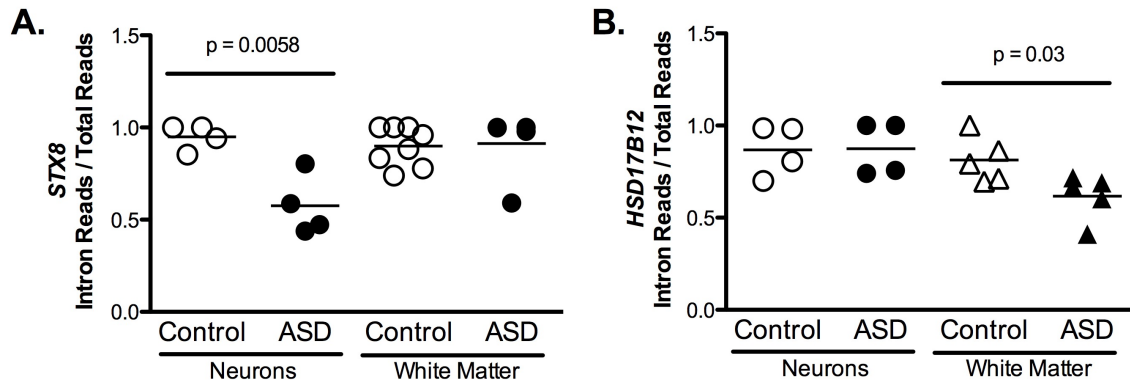 A.
STX8
Intron Reads / Total Reads
1.5
1.0
0.5
0.0
p = 0.0058
Control ASD Control ASD
Neurons White Matter
B.
HSD17B12
Intron Reads / Total Reads
1.5
1.0
0.5
0.0
p = 0.03
Control ASD Control ASD
Neurons White Matter